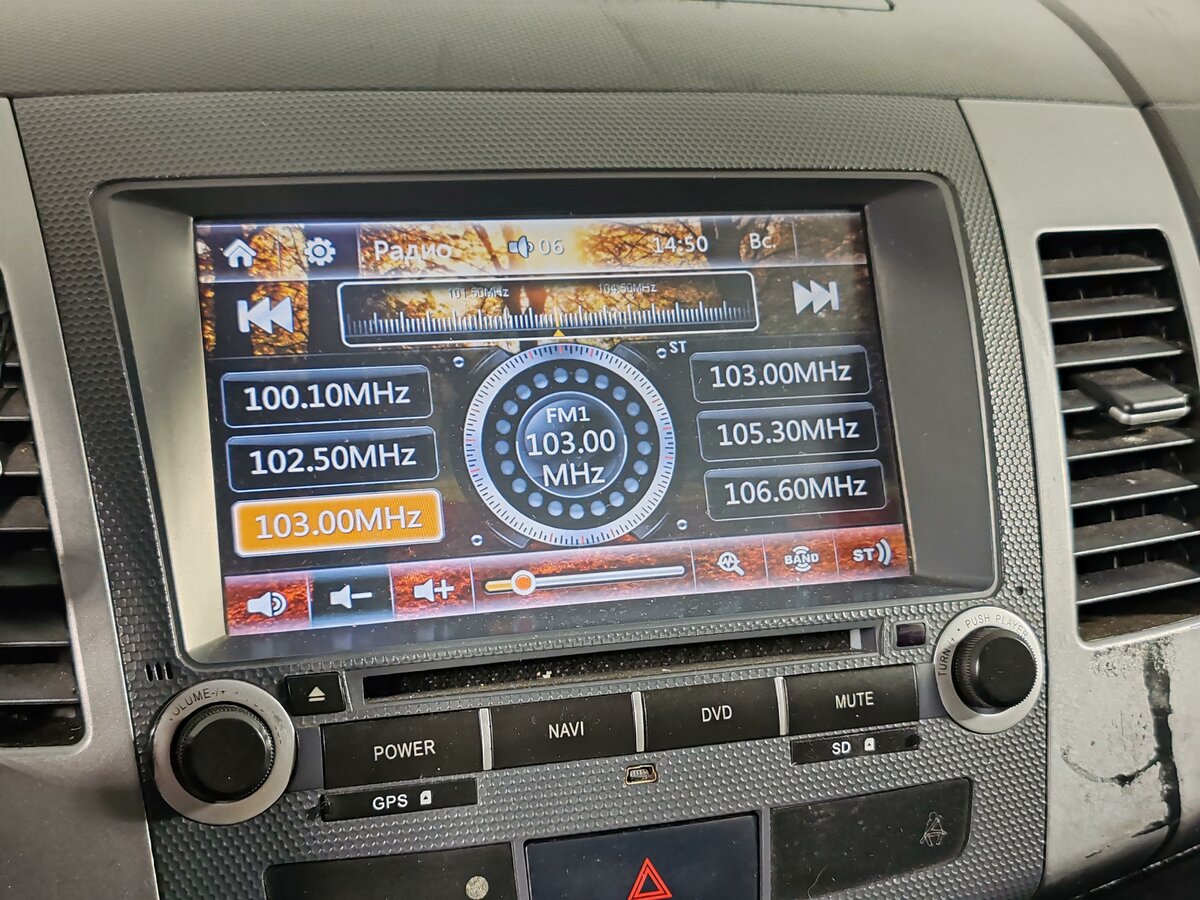 Радио 06 14:50 Вс.
101.50MHz 104.50MHz
ST
100.10MHz
102.50MHz
103.00MHz
FM1
103.00
MHz
103.00MHz
105.30MHz
106.60MHz
BAND
ST
VOLUME-/+
POWER
NAVI
DVD
MUTE
TURN- PUSH PLAYER
GPS
SD